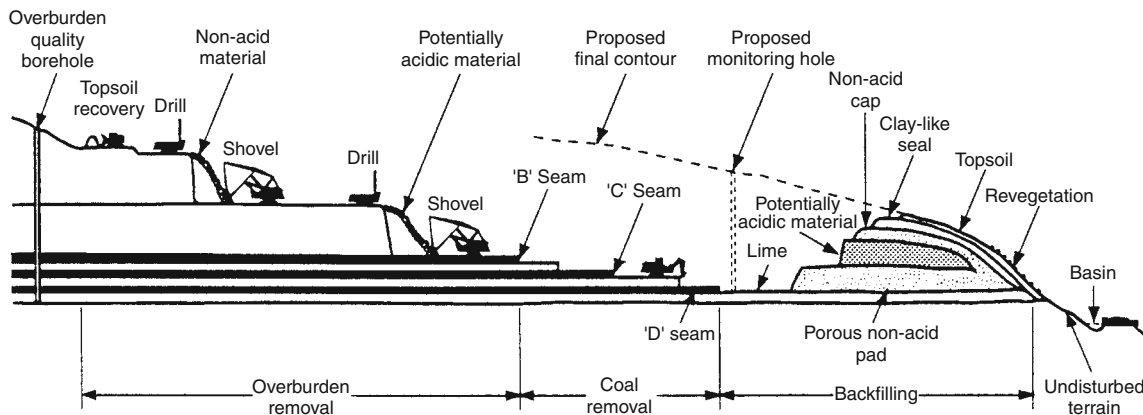 Overburden
quality
borehole
Topsoil
recovery
Drill
Non-acid
material
Shovel
Drill
Potentially
acidic material
Shovel
'B' Seam
'C' Seam
Proposed
final contour
Proposed
monitoring hole
Non-acid
cap
Clay-like
seal
Topsoil
Revegetation
Potentially
acidic material
Lime
Basin
'D' seam
Porous non-acid
pad
Overburden
removal
Coal
removal
Backfilling
Undisturbed
terrain